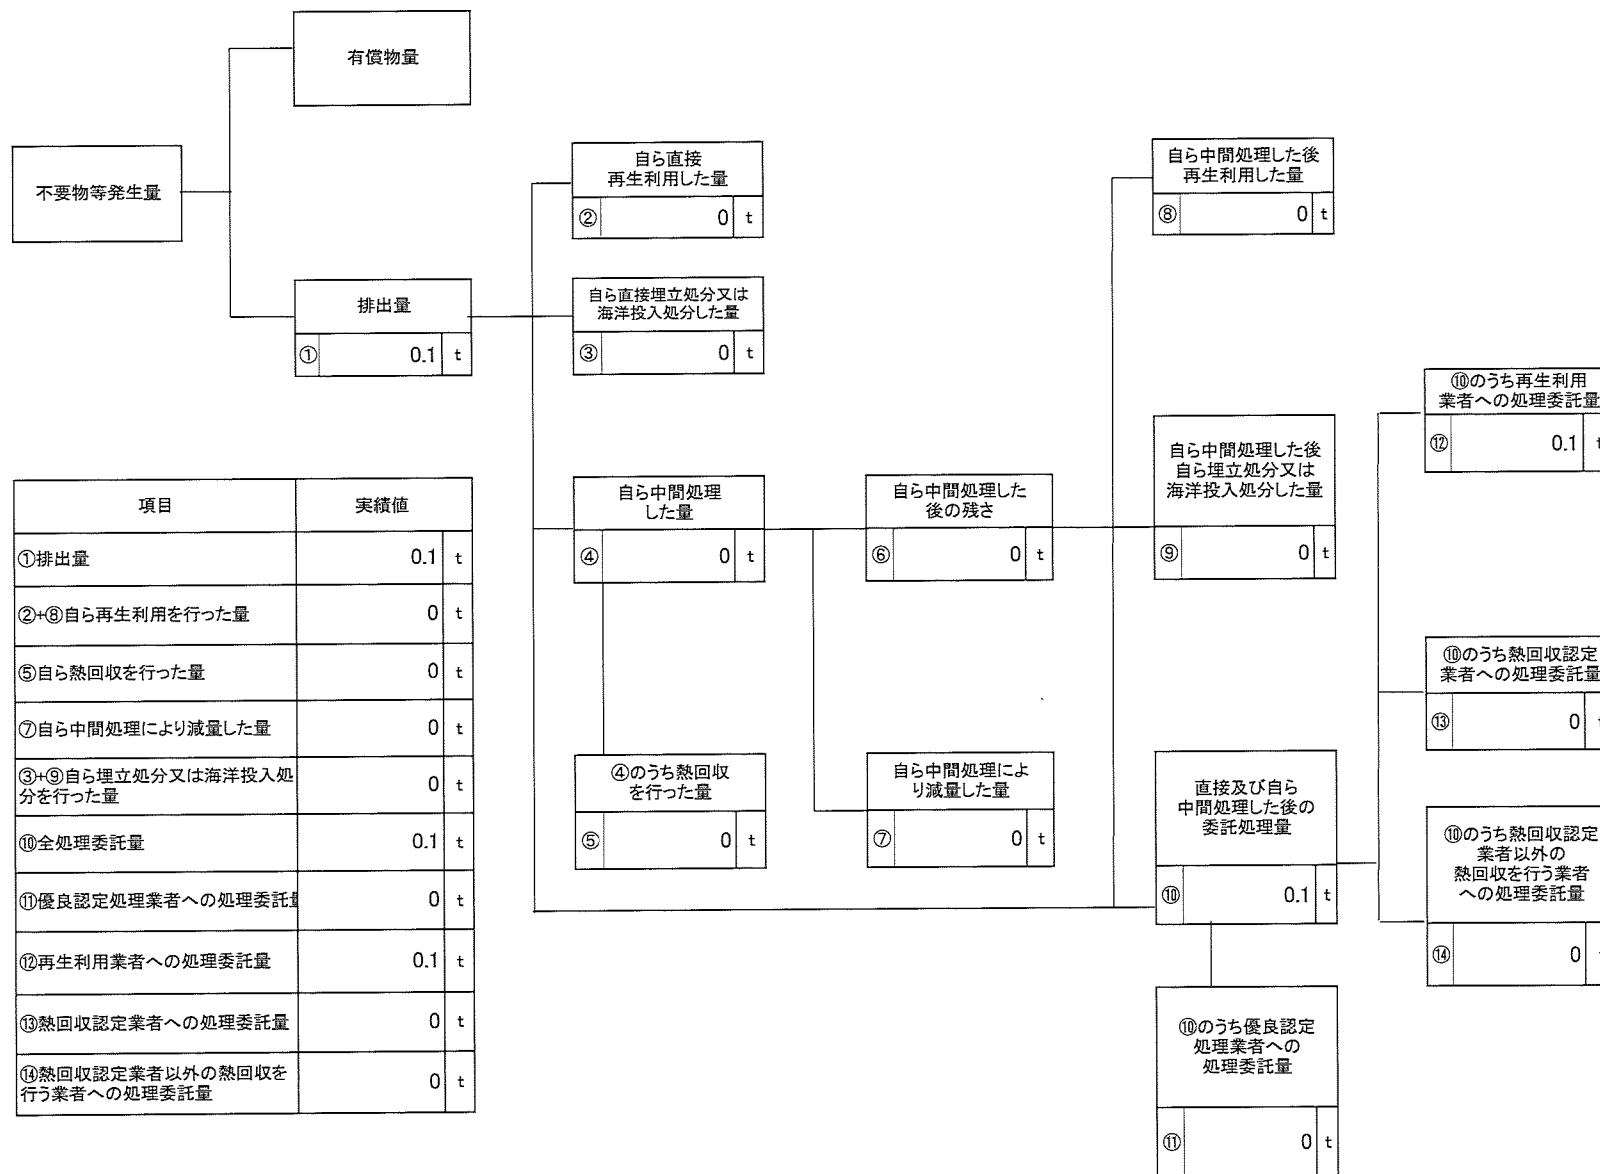 有償物量
不要物等発生量
排出量
① 0.1 t
自ら直接
再生利用した量
② 0 t
自ら直接埋立処分又は
海洋投入処分した量
③ 0 t
自ら中間処理
した量
④ 0 t
④のうち熱回収
を行った量
⑤ 0 t
自ら中間処理した
後の残さ
⑥ 0 t
自ら中間処理によ
り減量した量
⑦ 0 t
自ら中間処理した後
再生利用した量
⑧ 0 t
自ら中間処理した後
自ら埋立処分又は
海洋投入処分した量
⑨ 0 t
直接及び自ら
中間処理した後の
委託処理量
⑩ 0.1 t
⑩のうち優良認定
処理業者への
処理委託量
⑪ 0 t
⑩のうち再生利用
業者への処理委託量
⑫ 0.1 t
⑩のうち熱回収認定
業者への処理委託量
⑬ 0
⑩のうち熱回収認定
業者以外の
熱回収を行う業者
への処理委託量
⑭ 0
項目 実績値
①排出量 0.1 t
②+⑧自ら再生利用を行った量 0 t
⑤自ら熱回収を行った量 0 t
⑦自ら中間処理により減量した量 0 t
③+⑨自ら埋立処分又は海洋投入処
分を行った量 0 t
⑩全処理委託量 0.1 t
⑪優良認定処理業者への処理委託量 0 t
⑫再生利用業者への処理委託量 0.1 t
⑬熱回収認定業者への処理委託量 0 t
⑭熱回収認定業者以外の熱回収を
行う業者への処理委託量 0 t